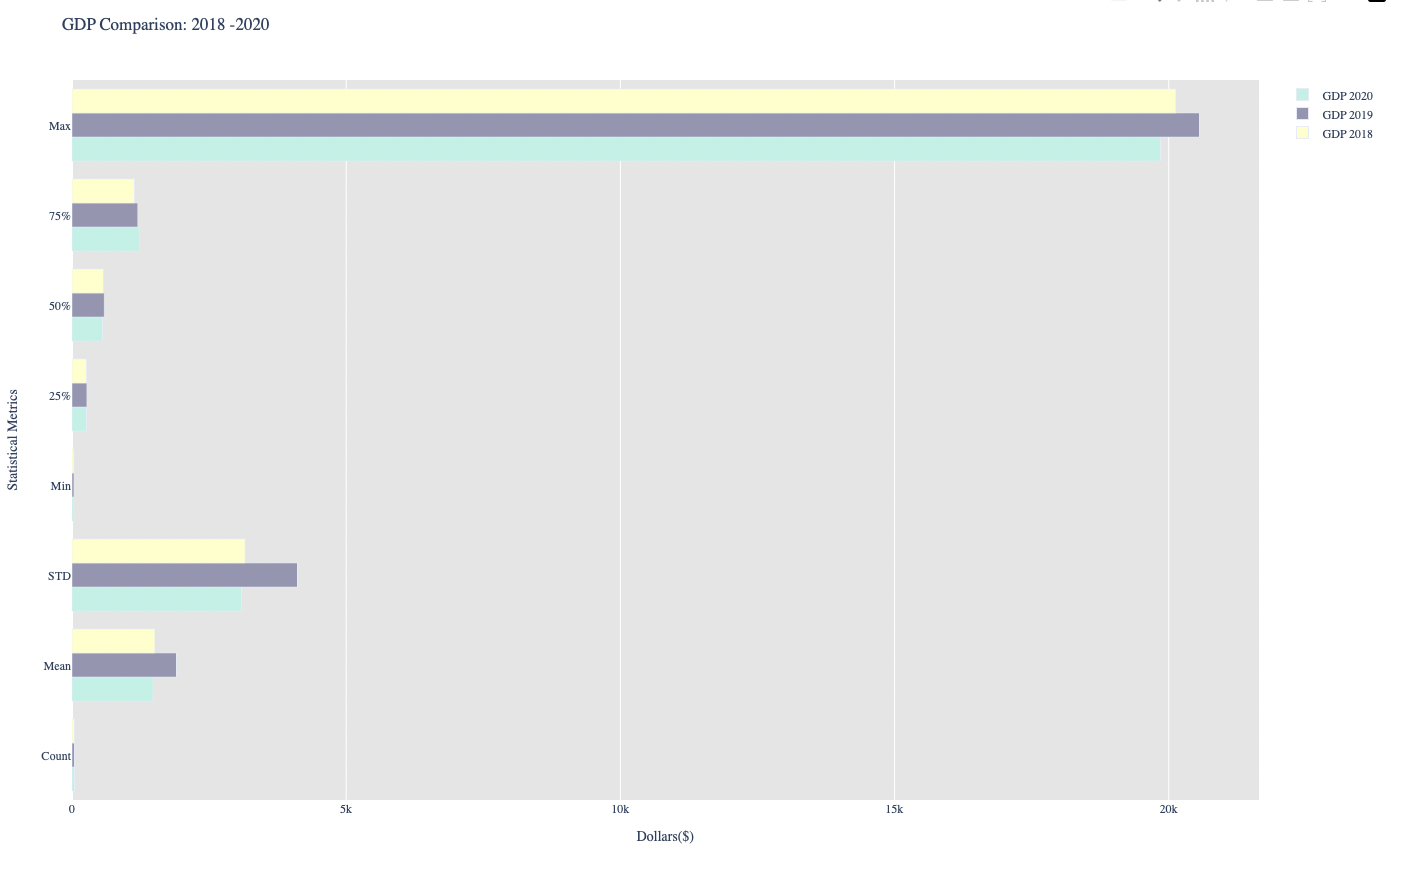 GDP Comparison: 2018 -2020
GDP 2020
GDP 2019
GDP 2018
Max
75%
50%
25%
Min
STD
Mean
Count
Statistical Metrics
0 5k 10k 15k 20k
Dollars($)